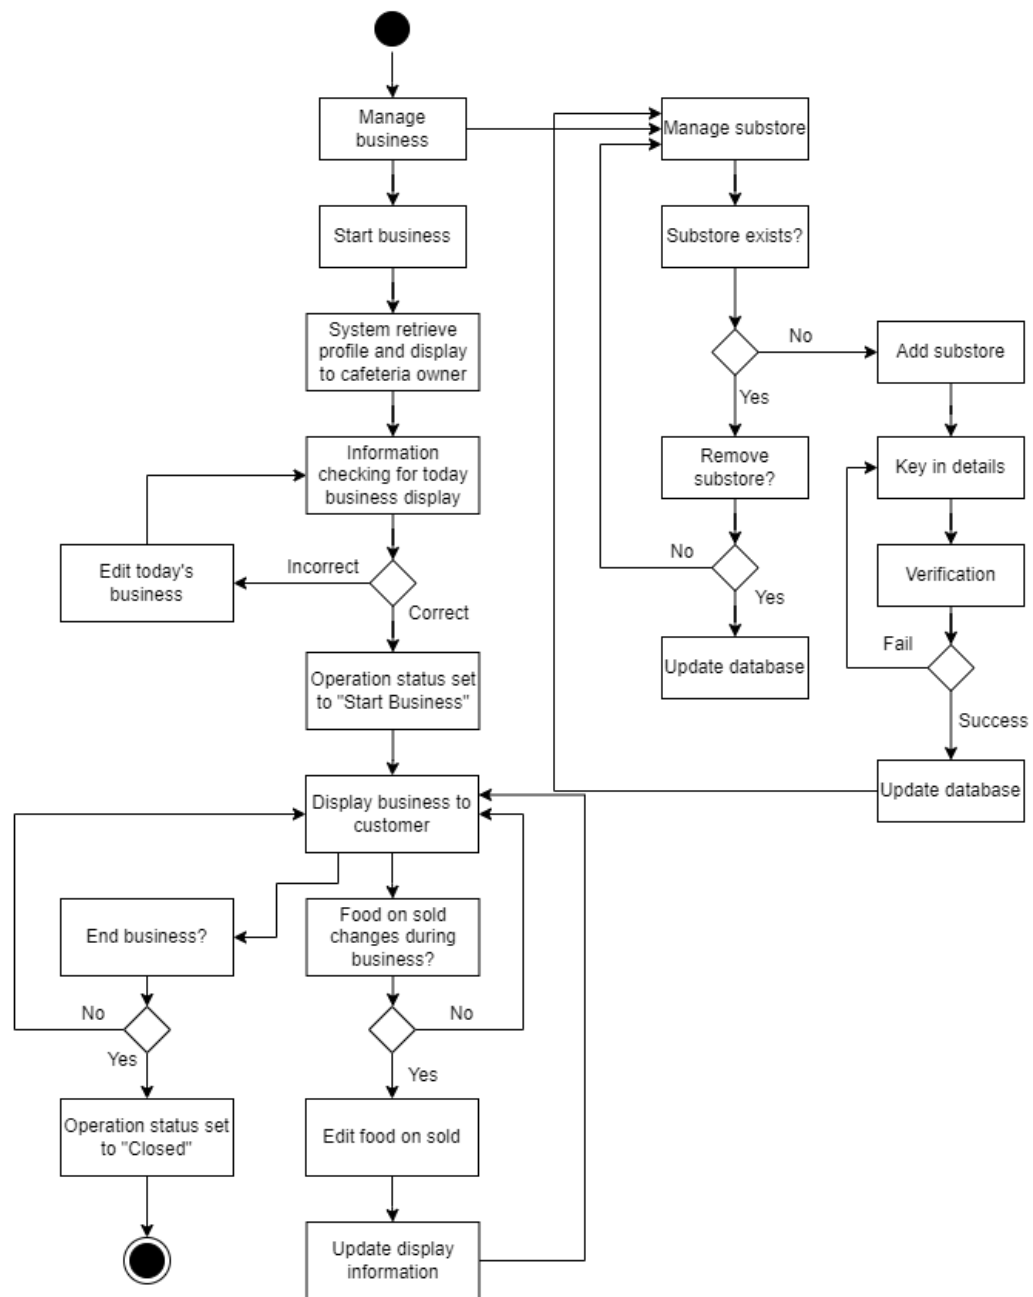 Manage
business
Manage substore
Start business
Substore exists?
System retrieve
profile and display
to cafeteria owner
No
Add substore
Yes
Information
checking for today
business display
Remove
substore?
Key in details
Edit today's
business
Incorrect
Correct
No
Yes
Verification
Fail
Success
Operation status set
to "Start Business"
Update database
Update database
Display business to
customer
End business?
Food on sold
changes during
business?
No
Yes
No
Yes
Operation status set
to "Closed"
Edit food on sold
Update display
information